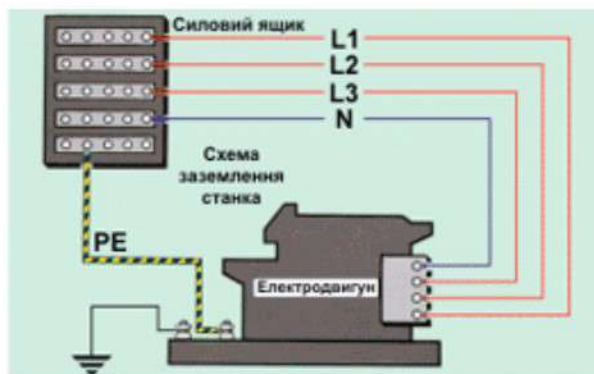 Силовий ящик
L1
L2
L3
N
Схема
заземлення
станка
PE
Електродвигун